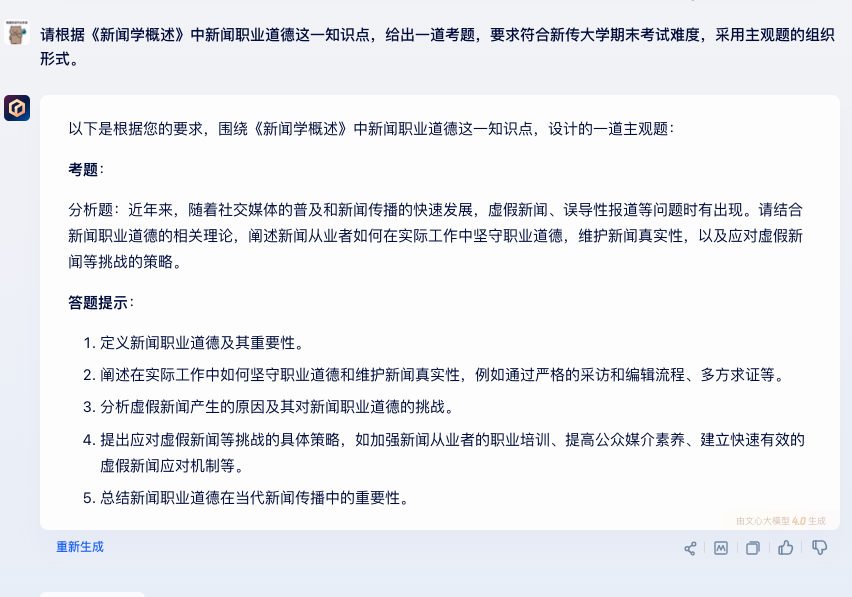 请根据《新闻学概述》中新闻职业道德这一知识点，给出一道考题，要求符合新传大学期末考试难度，采用主观题的组织
形式。
以下是根据您的要求，围绕《新闻学概述》中新闻职业道德这一知识点，设计的一道主观题：
考题：
分析题：近年来，随着社交媒体的普及和新闻传播的快速发展，虚假新闻、误导性报道等问题时有出现。请结合
新闻职业道德的相关理论，阐述新闻从业者如何在实际工作中坚守职业道德，维护新闻真实性，以及应对虚假新
闻等挑战的策略。
答题提示：
1. 定义新闻职业道德及其重要性。
2. 阐述在实际工作中如何坚守职业道德和维护新闻真实性，例如通过严格的采访和编辑流程、多方求证等。
3. 分析虚假新闻产生的原因及其对新闻职业道德的挑战。
4. 提出应对虚假新闻等挑战的具体策略，如加强新闻从业者的职业培训、提高公众媒介素养、建立快速有效的
虚假新闻应对机制等。
5. 总结新闻职业道德在当代新闻传播中的重要性。
由文心大模型 4.0 生成
重新生成